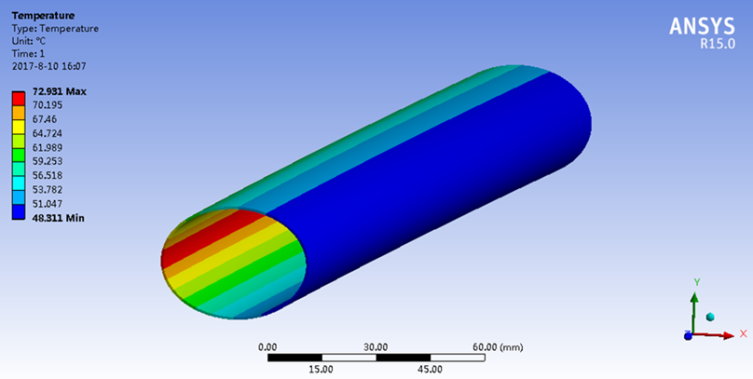 Temperature
Type: Temperature
Unit: °C
Time: 1
2017-8-10 16:07
72.931 Max
70.195
67.46
64.724
61.989
59.253
56.518
53.782
51.047
48.311 Min
ANSYS
R15.0
0.00 30.00 60.00 (mm)
15.00 45.00
Y
X